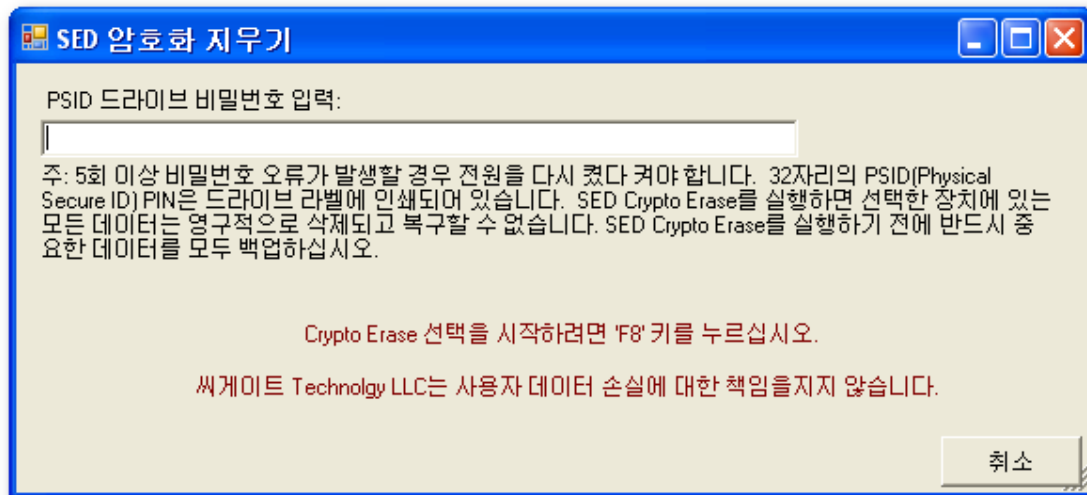 SED 암호화 지우기
PSID 드라이브 비밀번호 입력:
주: 5회 이상 비밀번호 오류가 발생할 경우 전원을 다시 켰다 켜야 합니다. 32자리의 PSID(Physical
Secure ID) PIN은 드라이브 라벨에 인쇄되어 있습니다. SED Crypto Erase를 실행하면 선택한 장치에 있는
모든 데이터는 영구적으로 삭제되고 복구할 수 없습니다. SED Crypto Erase를 실행하기 전에 반드시 중
요한 데이터를 모두 백업하십시오.
Crypto Erase 선택을 시작하려면 'F8' 키를 누르십시오.
씨게이트 Technolgy LLC는 사용자 데이터 손실에 대한 책임을지지 않습니다.
취소